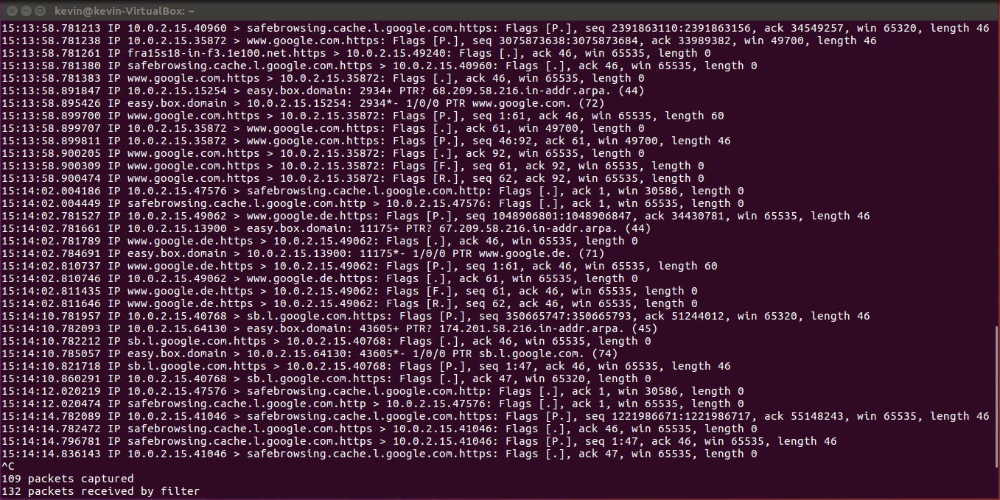 kevin@kevin-VirtualBox: ~
15:13:58.781213 IP 10.0.2.15.40960 > safebrowsing.cache.l.google.com.https: Flags [P.], seq 2391863110:2391863156, ack 34549257, win 65320, length 46
15:13:58.781238 IP 10.0.2.15.35872 > www.google.com.https: Flags [P.], seq 3075873638:3075873684, ack 33989382, win 49700, length 46
15:13:58.781261 IP fra15s18-in-f3.1e100.net.https > 10.0.2.15.49240: Flags [.], ack 46, win 65535, length 0
15:13:58.781380 IP safebrowsing.cache.l.google.com.https > 10.0.2.15.40960: Flags [.], ack 46, win 65535, length 0
15:13:58.781383 IP www.google.com.https > 10.0.2.15.35872: Flags [.], ack 46, win 65535, length 0
15:13:58.891847 IP 10.0.2.15.15254 > easy.box.domain: 2934+ PTR? 68.209.58.216.in-addr.arpa. (44)
15:13:58.895426 IP easy.box.domain > 10.0.2.15.15254: 2934*- 1/0/0 PTR www.google.com. (72)
15:13:58.899700 IP www.google.com.https > 10.0.2.15.35872: Flags [P.], seq 1:61, ack 46, win 65535, length 60
15:13:58.899707 IP 10.0.2.15.35872 > www.google.com.https: Flags [.], ack 61, win 49700, length 0
15:13:58.899811 IP 10.0.2.15.35872 > www.google.com.https: Flags [P.], seq 46:92, ack 61, win 49700, length 46
15:13:58.900205 IP www.google.com.https > 10.0.2.15.35872: Flags [.], ack 92, win 65535, length 0
15:13:58.900309 IP www.google.com.https > 10.0.2.15.35872: Flags [F.], seq 61, ack 92, win 65535, length 0
15:13:58.900474 IP www.google.com.https > 10.0.2.15.35872: Flags [R.], seq 62, ack 92, win 65535, length 0
15:14:02.004186 IP 10.0.2.15.47576 > safebrowsing.cache.l.google.com.http: Flags [.], ack 1, win 30586, length 0
15:14:02.004449 IP safebrowsing.cache.l.google.com.http > 10.0.2.15.47576: Flags [.], ack 1, win 65535, length 0
15:14:02.781527 IP 10.0.2.15.49062 > www.google.de.https: Flags [P.], seq 1048906801:1048906847, ack 34430781, win 65535, length 46
15:14:02.781661 IP 10.0.2.15.13900 > easy.box.domain: 11175+ PTR? 67.209.58.216.in-addr.arpa. (44)
15:14:02.781789 IP www.google.de.https > 10.0.2.15.49062: Flags [.], ack 46, win 65535, length 0
15:14:02.784691 IP easy.box.domain > 10.0.2.15.13900: 11175*- 1/0/0 PTR www.google.de. (71)
15:14:02.810737 IP www.google.de.https > 10.0.2.15.49062: Flags [P.], seq 1:61, ack 46, win 65535, length 60
15:14:02.810746 IP 10.0.2.15.49062 > www.google.de.https: Flags [.], ack 61, win 65535, length 0
15:14:02.811435 IP www.google.de.https > 10.0.2.15.49062: Flags [F.], seq 61, ack 46, win 65535, length 0
15:14:02.811646 IP www.google.de.https > 10.0.2.15.49062: Flags [R.], seq 62, ack 46, win 65535, length 0
15:14:10.781957 IP 10.0.2.15.40768 > sb.l.google.com.https: Flags [P.], seq 350665747:350665793, ack 51244012, win 65320, length 46
15:14:10.782093 IP 10.0.2.15.64130 > easy.box.domain: 43605+ PTR? 174.201.58.216.in-addr.arpa. (45)
15:14:10.782212 IP sb.l.google.com.https > 10.0.2.15.40768: Flags [.], ack 46, win 65535, length 0
15:14:10.785057 IP easy.box.domain > 10.0.2.15.64130: 43605*- 1/0/0 PTR sb.l.google.com. (74)
15:14:10.821718 IP sb.l.google.com.https > 10.0.2.15.40768: Flags [P.], seq 1:47, ack 46, win 65535, length 46
15:14:10.860291 IP 10.0.2.15.40768 > sb.l.google.com.https: Flags [.], ack 47, win 65320, length 0
15:14:12.020219 IP 10.0.2.15.47576 > safebrowsing.cache.l.google.com.http: Flags [.], ack 1, win 30586, length 0
15:14:12.020474 IP safebrowsing.cache.l.google.com.http > 10.0.2.15.47576: Flags [.], ack 1, win 65535, length 0
15:14:14.782089 IP 10.0.2.15.41046 > safebrowsing.cache.l.google.com.https: Flags [P.], seq 1221986671:1221986717, ack 55148243, win 65535, length 46
15:14:14.782472 IP safebrowsing.cache.l.google.com.https > 10.0.2.15.41046: Flags [.], ack 46, win 65535, length 0
15:14:14.796781 IP safebrowsing.cache.l.google.com.https > 10.0.2.15.41046: Flags [P.], seq 1:47, ack 46, win 65535, length 46
15:14:14.836143 IP 10.0.2.15.41046 > safebrowsing.cache.l.google.com.https: Flags [.], ack 47, win 65535, length 0
^C
109 packets captured
132 packets received by filter